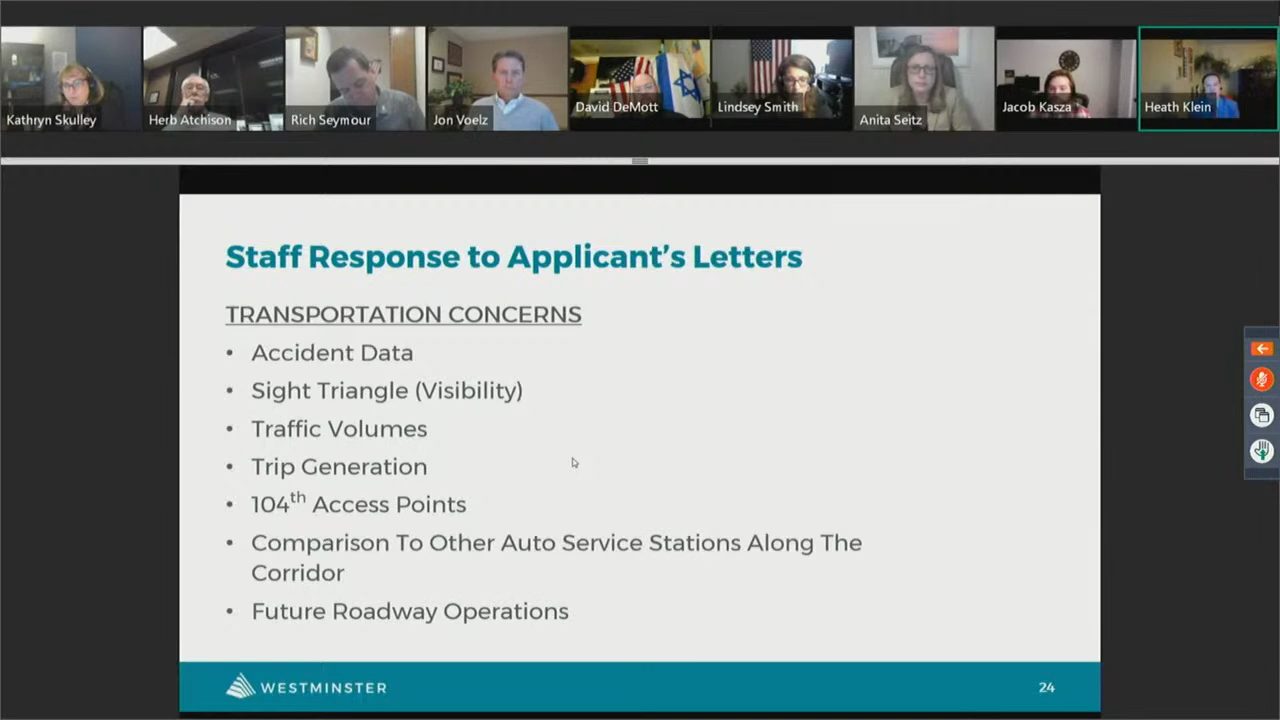 Kathryn Skulley
Herb Atchison
Rich Seymour
Jon Voelz
David DeMott
Lindsey Smith
Anita Seitz
Jacob Kasza
Heath Klein
Staff Response to Applicant's Letters
TRANSPORTATION CONCERNS
• Accident Data
• Sight Triangle (Visibility)
• Traffic Volumes
• Trip Generation
• 104th Access Points
• Comparison To Other Auto Service Stations Along The
Corridor
• Future Roadway Operations
WESTMINSTER
24